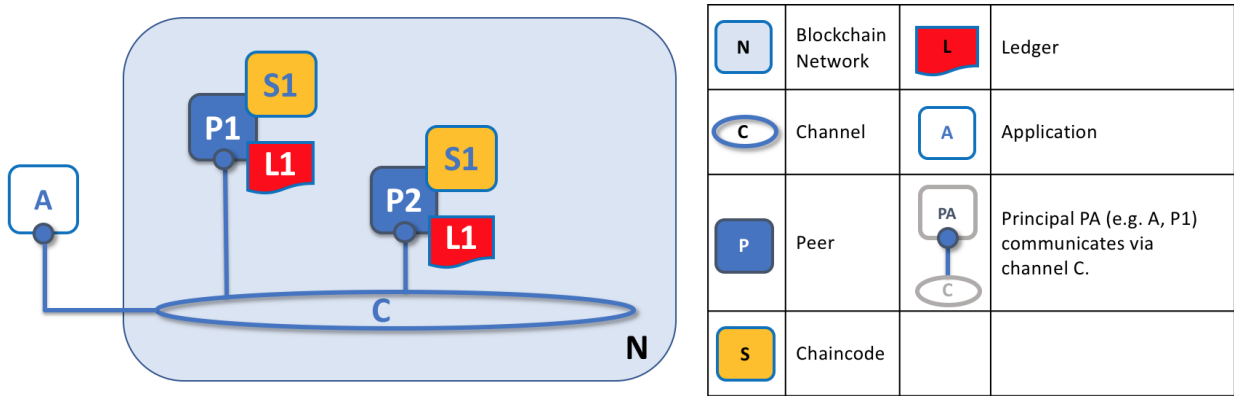 S1
P1
L1
S1
P2
L1
A
C
N
N
Blockchain
Network
L
Ledger
C
Channel
A
Application
P
Peer
PA
C
Principal PA (e.g. A, P1)
communicates via
channel C.
S
Chaincode